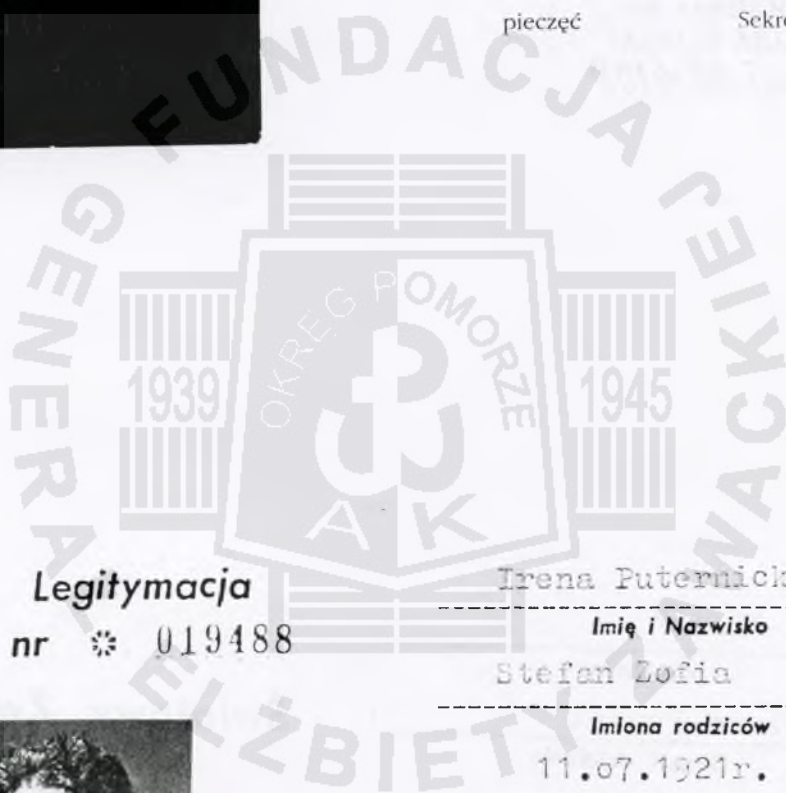 pieczęć
FUNDACJA GENERAŁ ELŻBIETY ZAWACKIEJ
OKRĘG POMORZE
1939
1945
AK
Legitymacja
nr 019488
Irena
Imię i Nazwisko
Stefan Zofia
Imiona rodziców
11.07.1921r.